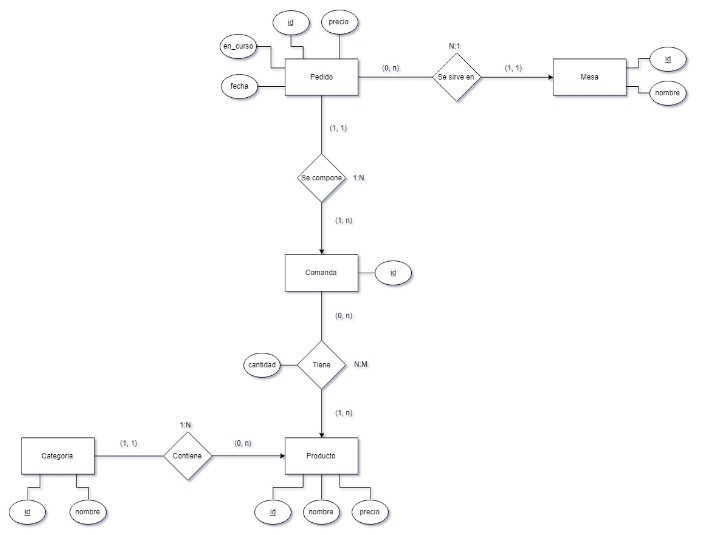 id
precio
en_curso
fecha
Pedido
(0, n)
N:1
Se sirve en
(1, 1)
Mesa
id
nombre
(1, 1)
Se compone
1:N
(1, n)
Comanda
id
(0, n)
cantidad
Tiene
N:M
(1, n)
Categoria
(1, 1)
1:N
Contiene
(0, n)
Producto
id
nombre
id
nombre
precio